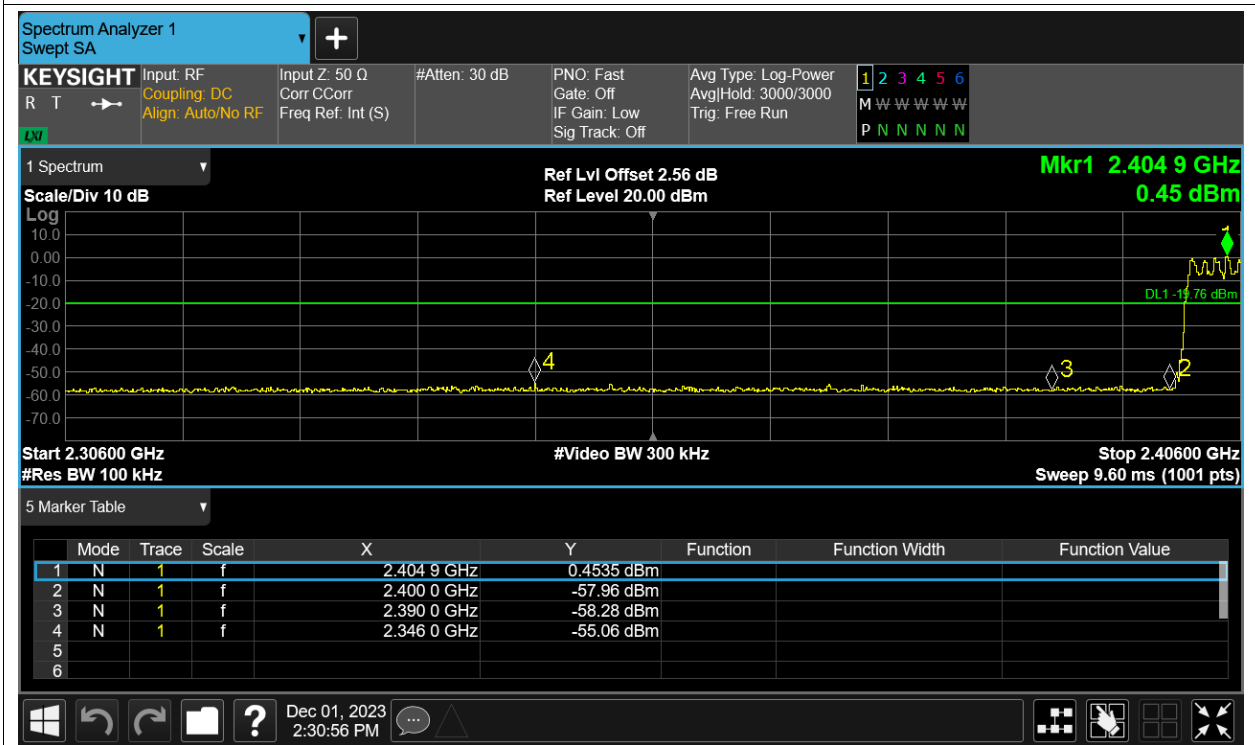 Spectrum Analyzer 1
Swept SA
KEYSIGHT
R T
LXI
Input: RF
Coupling: DC
Align: Auto/No RF
Input Z: 50 Ω
Corr CCorr
Freq Ref: Int (S)
#Atten: 30 dB
PNO: Fast
Gate: Off
IF Gain: Low
Sig Track: Off
Avg Type: Log-Power
Avg|Hold: 3000/3000
Trig: Free Run
1 2 3 4 5 6
M W W W W W
P N N N N N
1 Spectrum
Scale/Div 10 dB
Ref Lvl Offset 2.56 dB
Ref Level 20.00 dBm
Mkr1 2.404 9 GHz
0.45 dBm
Log
10.0
0.00
-10.0
-20.0
-30.0
-40.0
-50.0
-60.0
-70.0
1
DL1 -19.76 dBm
4
3
2
Start 2.30600 GHz
#Res BW 100 kHz
#Video BW 300 kHz
Stop 2.40600 GHz
Sweep 9.60 ms (1001 pts)
5 Marker Table
Mode Trace Scale X Y Function Function Width Function Value
1 N 1 f 2.404 9 GHz 0.4535 dBm
2 N 1 f 2.400 0 GHz -57.96 dBm
3 N 1 f 2.390 0 GHz -58.28 dBm
4 N 1 f 2.346 0 GHz -55.06 dBm
5
6
?
Dec 01, 2023
2:30:56 PM